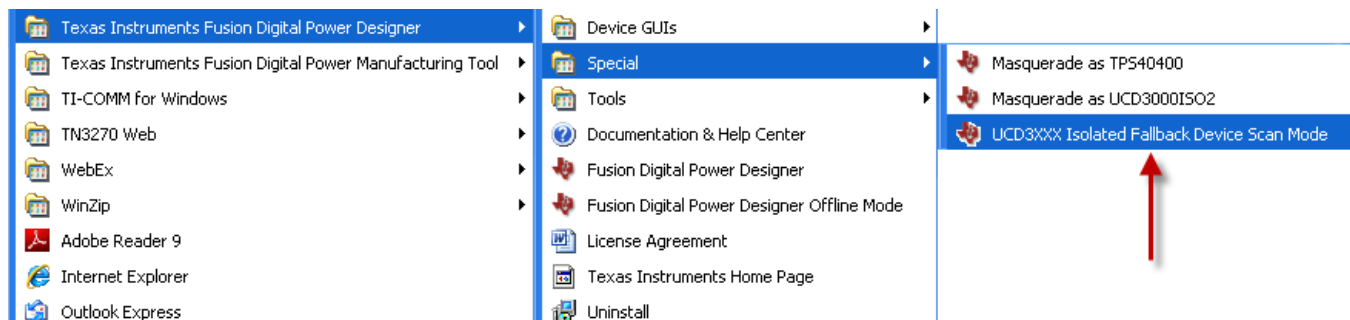 Texas Instruments Fusion Digital Power Designer
Texas Instruments Fusion Digital Power Manufacturing Tool
TI-COMM for Windows
TN3270 Web
WebEx
WinZip
Adobe Reader 9
Internet Explorer
Outlook Express
Device GUIs
Special
Tools
Documentation & Help Center
Fusion Digital Power Designer
Fusion Digital Power Designer Offline Mode
License Agreement
Texas Instruments Home Page
Uninstall
Masquerade as TPS40400
Masquerade as UCD3000ISO2
UCD3XXX Isolated Fallback Device Scan Mode